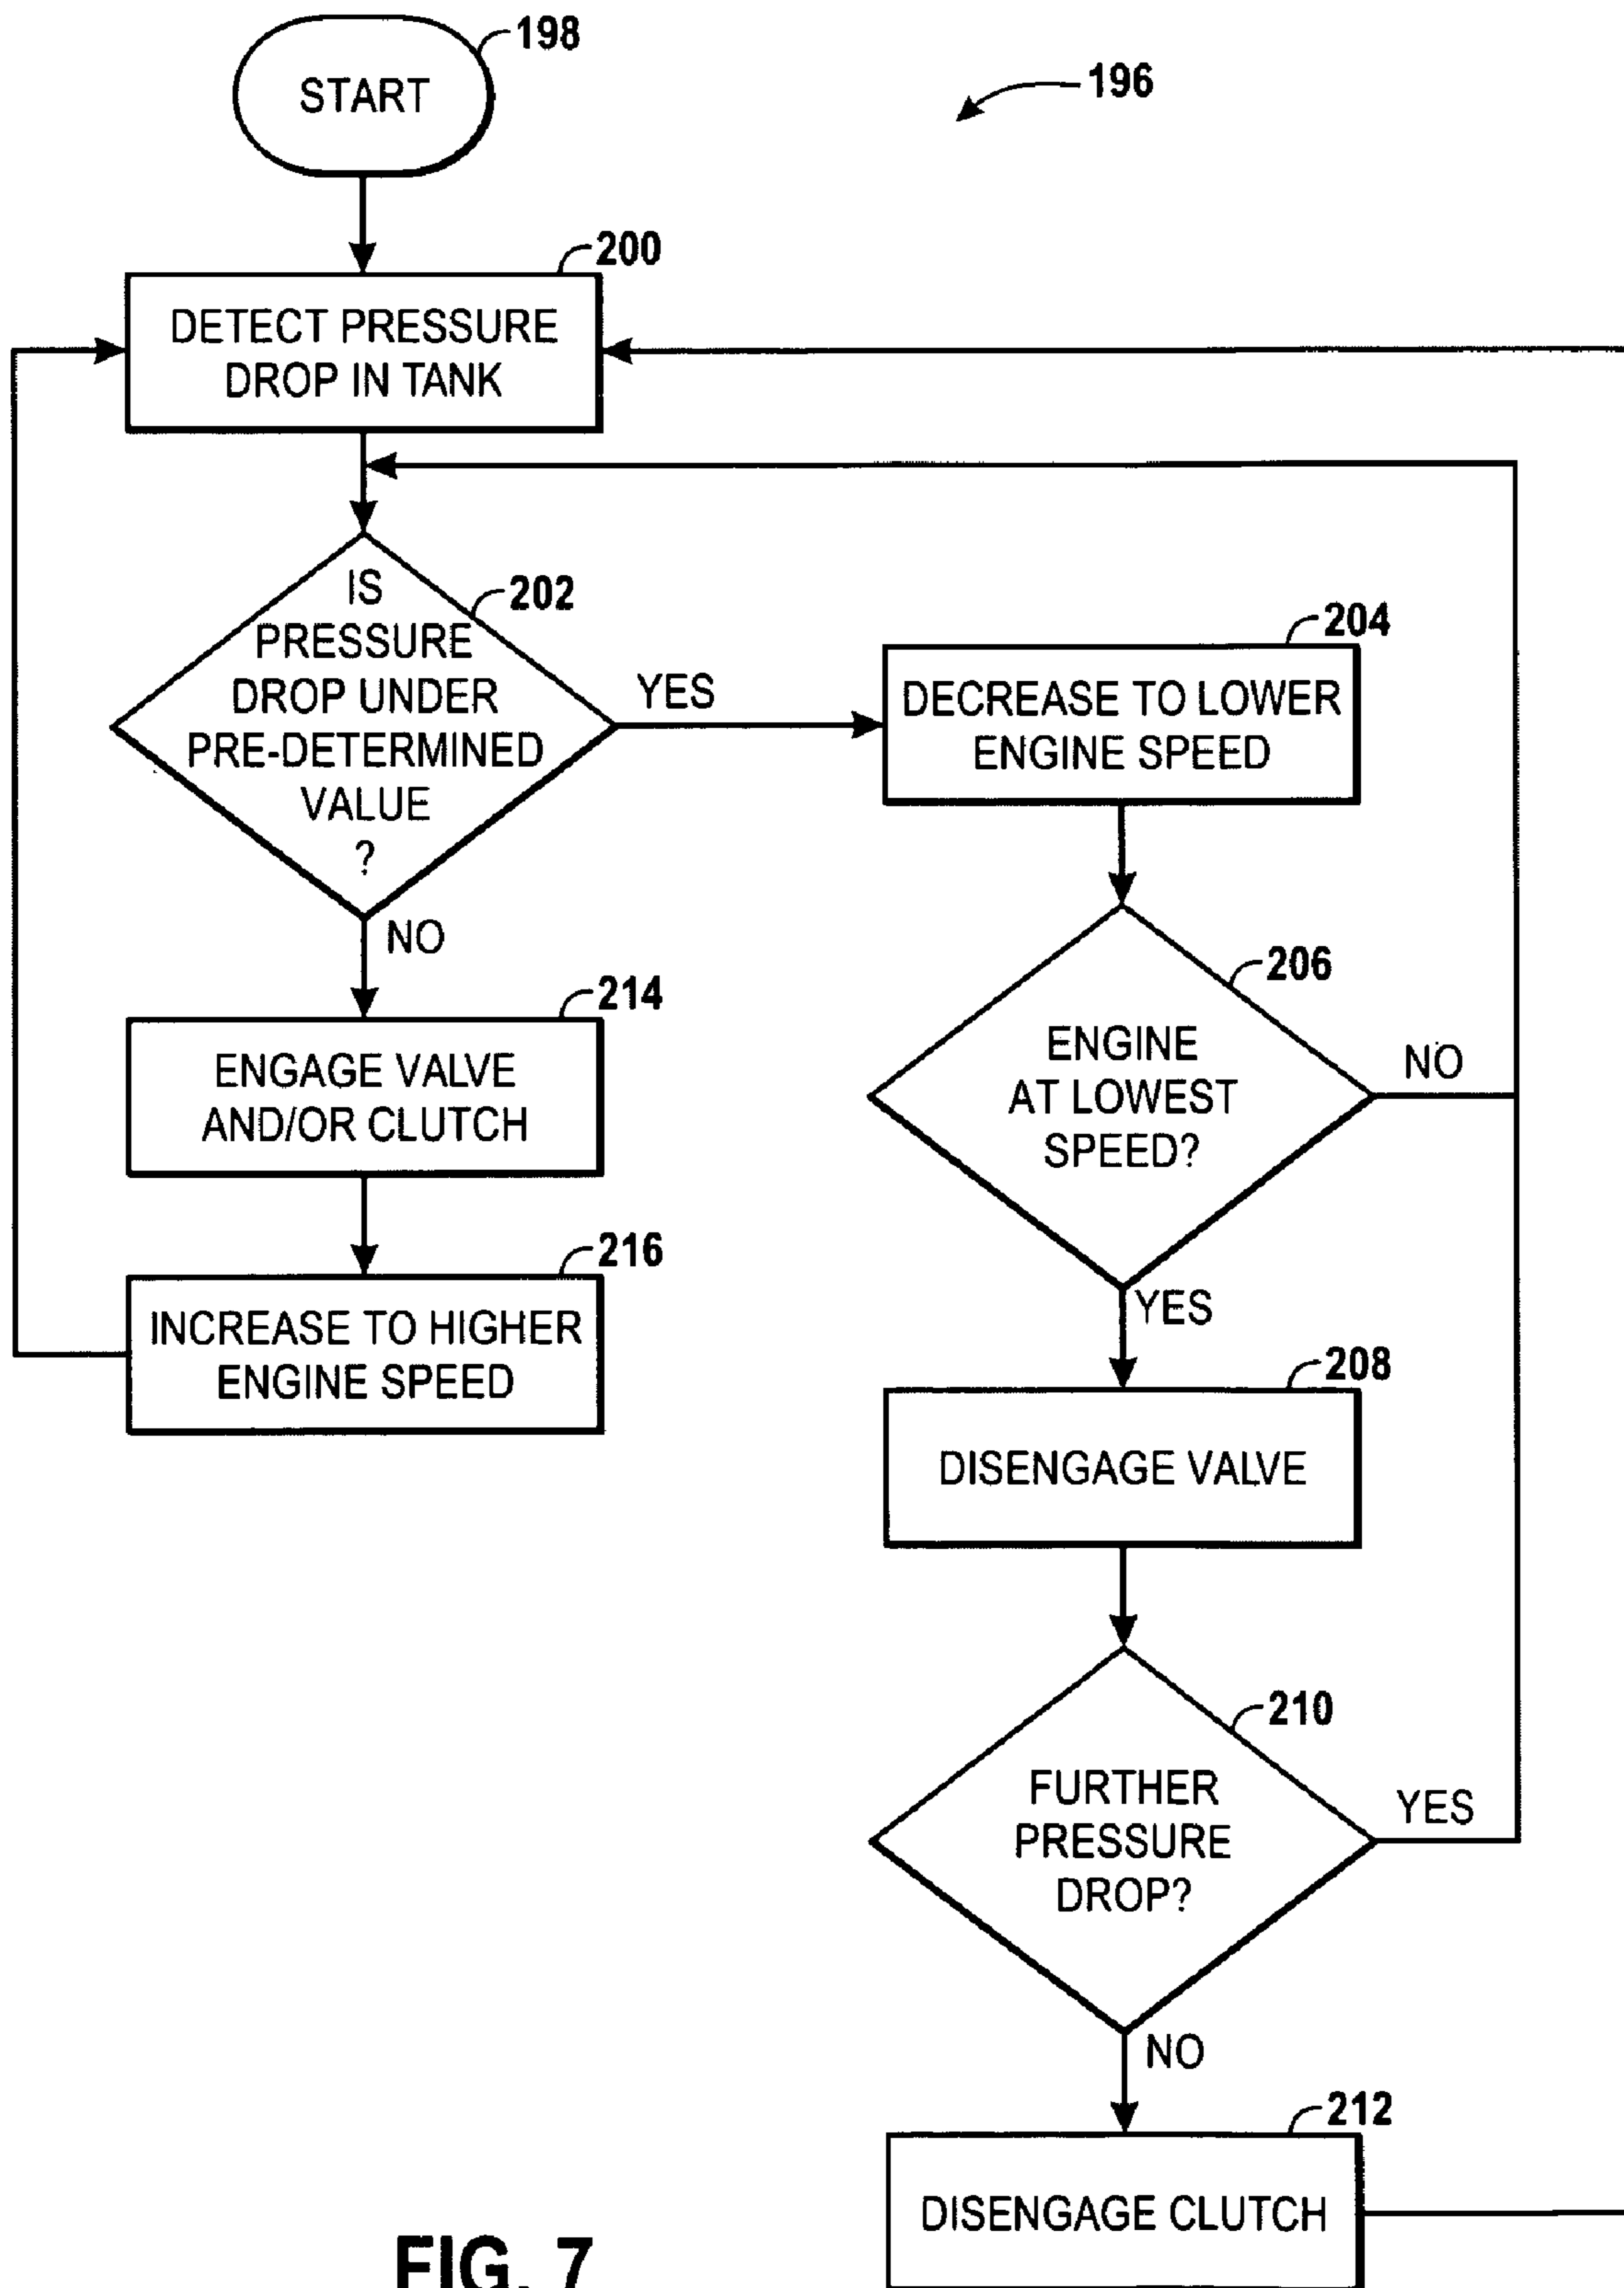 198
START
196
200
DETECT PRESSURE
DROP IN TANK
IS
PRESSURE
DROP UNDER
PRE-DETERMINED
VALUE
?
202
YES
204
DECREASE TO LOWER
ENGINE SPEED
NO
206
ENGINE
AT LOWEST
SPEED?
NO
214
ENGAGE VALVE
AND/OR CLUTCH
216
INCREASE TO HIGHER
ENGINE SPEED
YES
208
DISENGAGE VALVE
210
FURTHER
PRESSURE
DROP?
YES
NO
212
DISENGAGE CLUTCH
FIG. 7